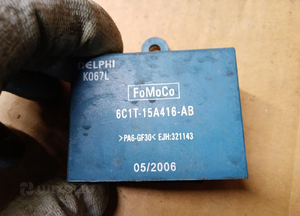 DELPHI
K067L
FoMoCo
6C1T-15A416-AB
>PA6-GF30< EJH:321143
05/2006